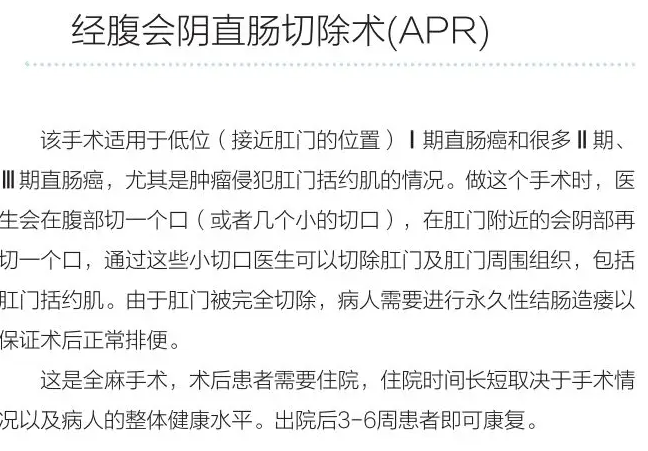 经腹会阴直肠切除术(APR)
该手术适用于低位（接近肛门的位置）Ⅰ期直肠癌和很多Ⅱ期、
Ⅲ期直肠癌，尤其是肿瘤侵犯肛门括约肌的情况。做这个手术时，医
生会在腹部切一个口（或者几个小的切口），在肛门附近的会阴部再
切一个口，通过这些小切口医生可以切除肛门及肛门周围组织，包括
肛门括约肌。由于肛门被完全切除，病人需要进行永久性结肠造瘘以
保证术后正常排便。
这是全麻手术，术后患者需要住院，住院时间长短取决于手术情
况以及病人的整体健康水平。出院后3-6周患者即可康复。